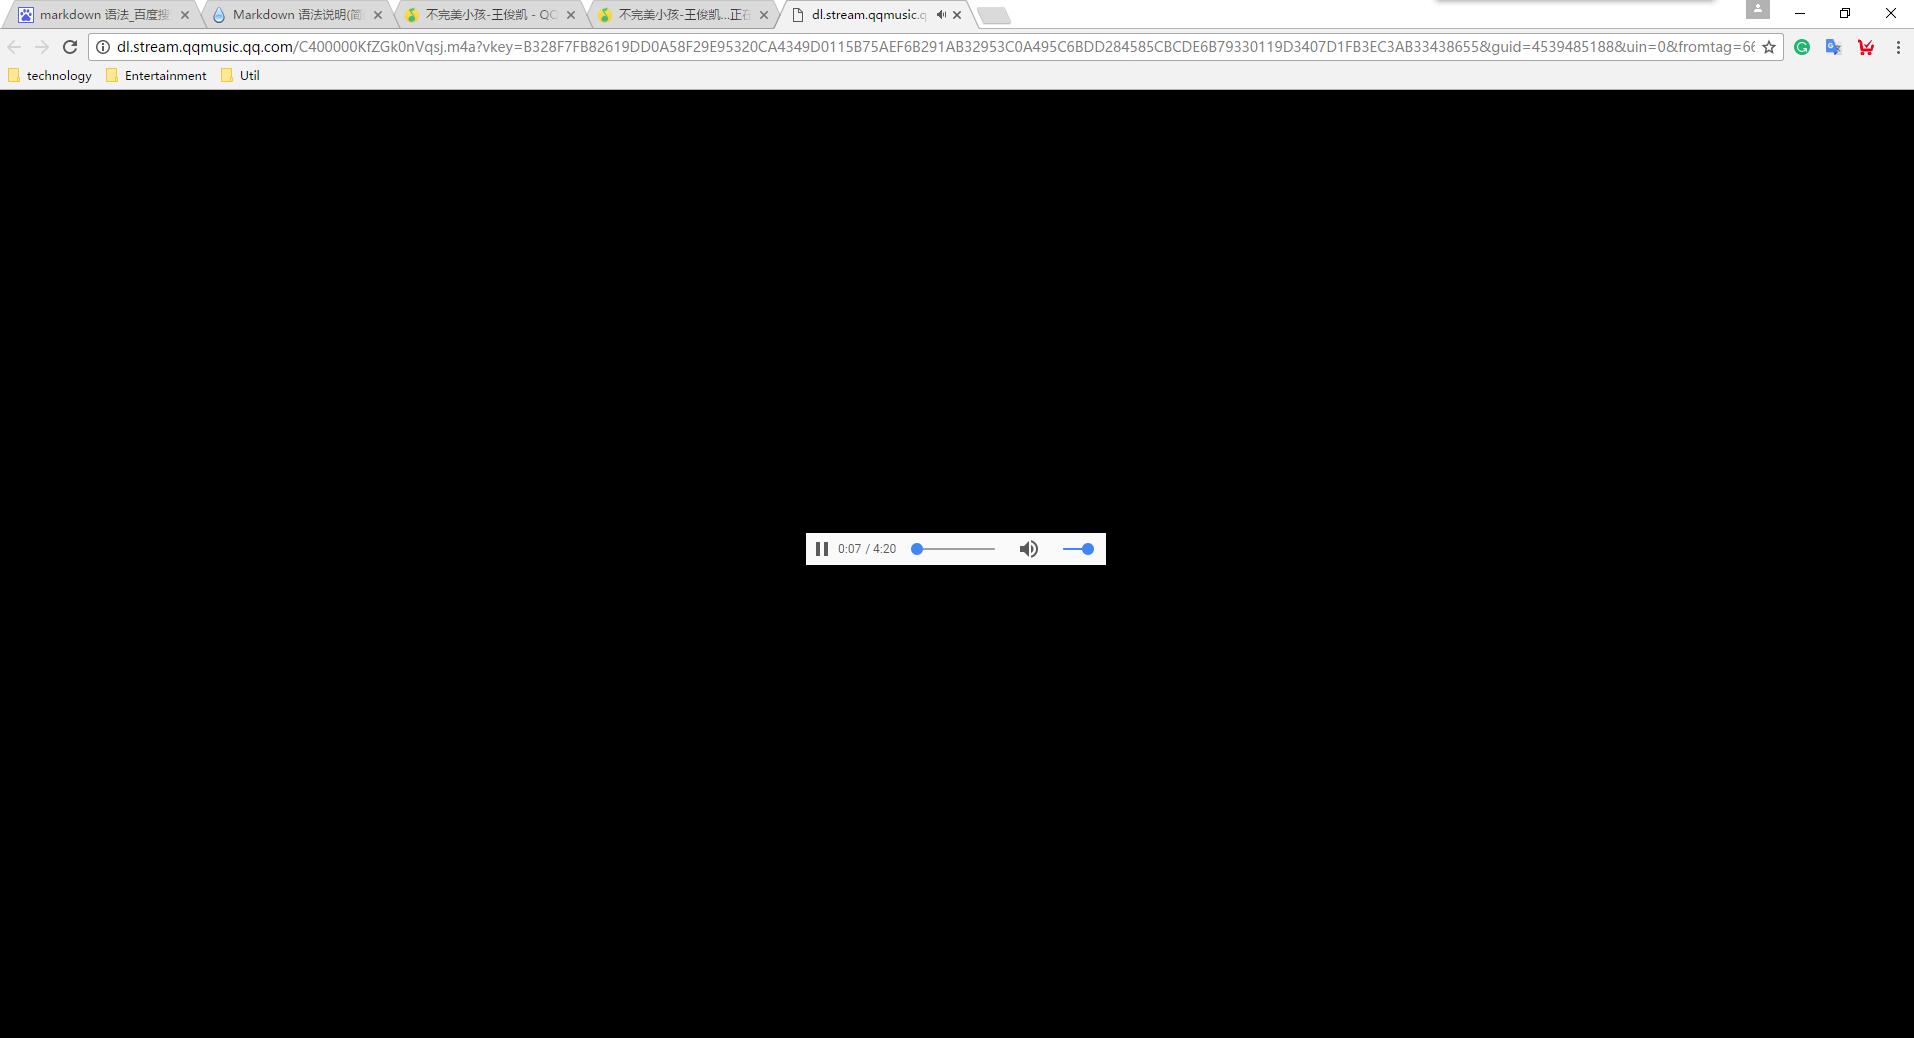 markdown 语法_百度搜
Markdown 语法说明(简
不完美小孩-王俊凯 - QQ
不完美小孩-王俊凯...正在
dl.stream.qqmusic.q
dl.stream.qqmusic.qq.com/C400000KfZGk0nVqsj.m4a?vkey=B328F7FB82619DD0A58F29E95320CA4349D0115B75AEF6B291AB32953C0A495C6BDD284585CBCDE6B79330119D3407D1FB3EC3AB33438655&guid=4539485188&uin=0&fromtag=66
technology
Entertainment
Util
0:07 / 4:20